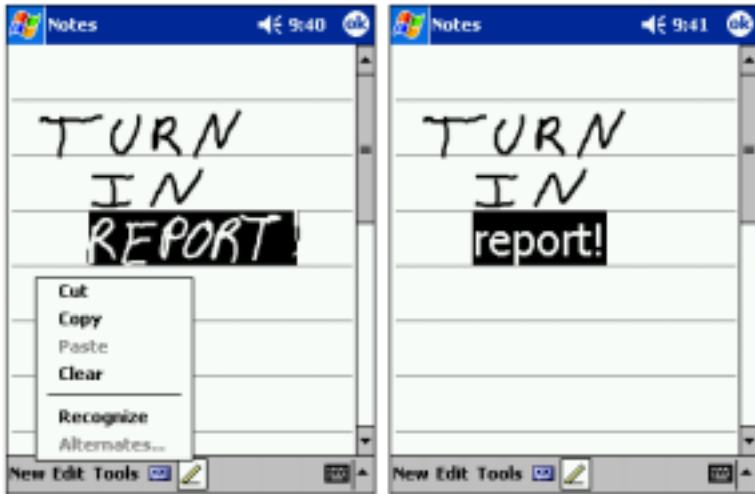 Notes 9:40 ok
TURN
IN
REPORT!
Cut
Copy
Paste
Clear
Recognize
Alternates...
New Edit Tools
Notes 9:41 ok
TURN
IN
report!
New Edit Tools